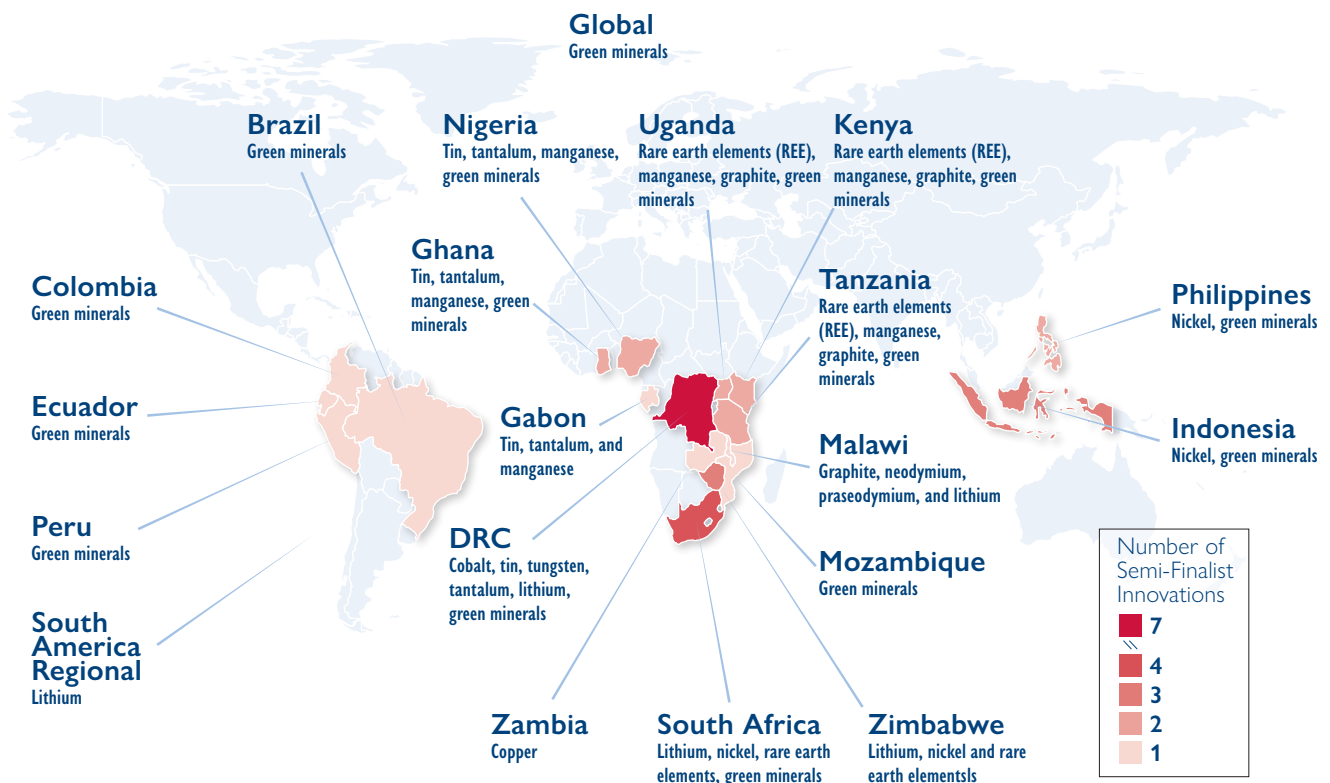 Global
Green minerals
Brazil
Green minerals
Nigeria
Tin, tantalum, manganese,
green minerals
Uganda
Rare earth elements (REE),
manganese, graphite, green
minerals
Kenya
Rare earth elements (REE),
manganese, graphite, green
minerals
Ghana
Tin, tantalum,
manganese, green
minerals
Colombia
Green minerals
Tanzania
Rare earth elements
(REE), manganese,
graphite, green
minerals
Philippines
Nickel, green minerals
Ecuador
Green minerals
Gabon
Tin, tantalum, and
manganese
Malawi
Graphite, neodymium,
praseodymium, and lithium
Indonesia
Nickel, green minerals
Peru
Green minerals
DRC
Cobalt, tin, tungsten,
tantalum, lithium,
green minerals
Mozambique
Green minerals
South
America
Regional
Lithium
Zambia
Copper
South Africa
Lithium, nickel, rare earth
elements, green minerals
Zimbabwe
Lithium, nickel and rare
earth elementsls
Number of
Semi-Finalist
Innovations
7
4
3
2
1